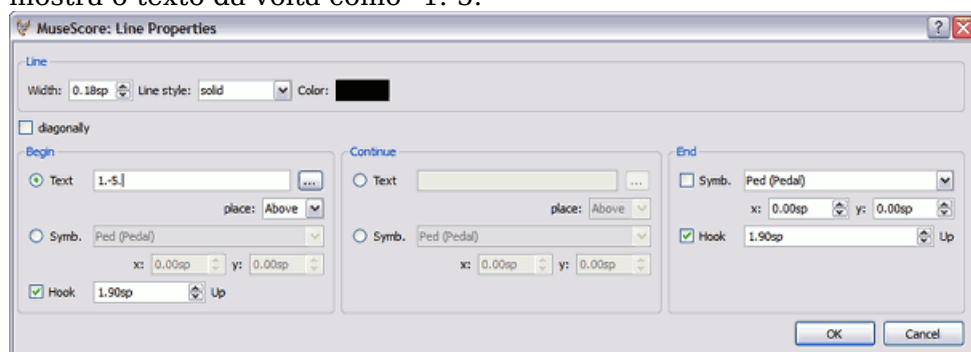 mostra o texto da volta como "1.-5."
MuseScore: Line Properties
Line
Width: 0.18sp Line style: solid Color:
diagonally
Begin Continue End
Text 1.-5. ... Text ... Symb. Ped (Pedal)
place: Above place: Above x: 0.00sp y: 0.00sp
Symb. Ped (Pedal) Symb. Ped (Pedal) Hook 1.90sp Up
x: 0.00sp y: 0.00sp x: 0.00sp y: 0.00sp
Hook 1.90sp Up
OK Cancel